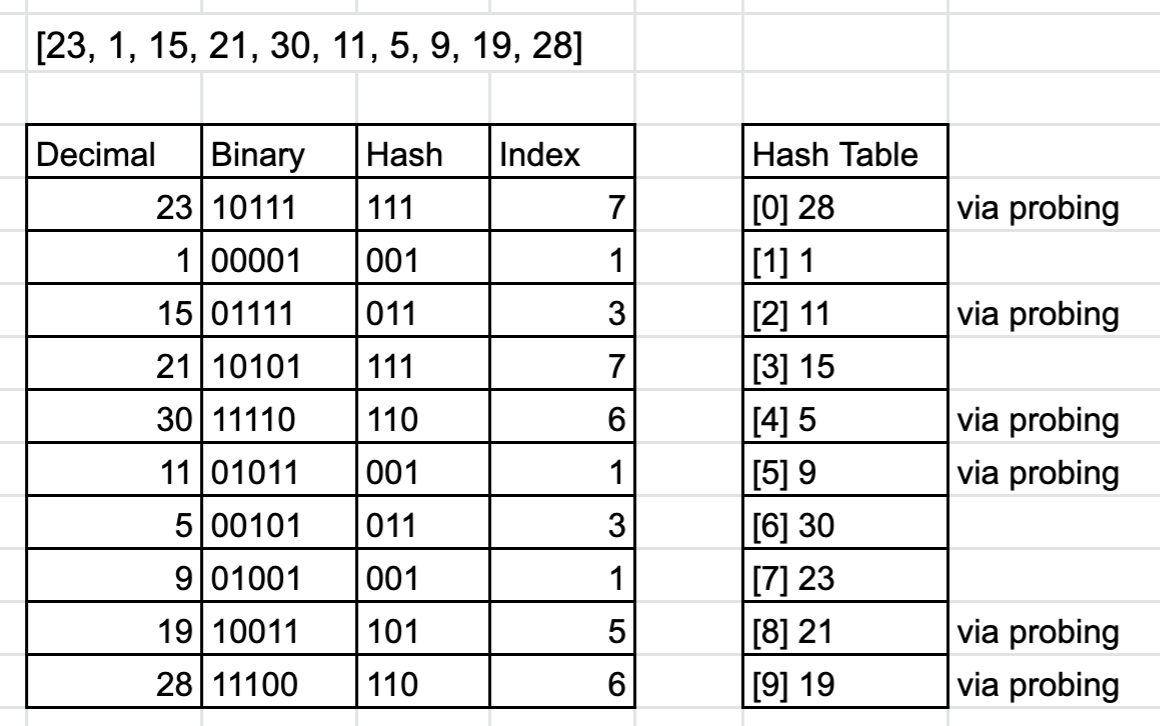 [23, 1, 15, 21, 30, 11, 5, 9, 19, 28]
Decimal Binary Hash Index Hash Table
23 10111 111 7 [0] 28 via probing
1 00001 001 1 [1] 1
15 01111 011 3 [2] 11 via probing
21 10101 111 7 [3] 15
30 11110 110 6 [4] 5 via probing
11 01011 001 1 [5] 9 via probing
5 00101 011 3 [6] 30
9 01001 001 1 [7] 23
19 10011 101 5 [8] 21 via probing
28 11100 110 6 [9] 19 via probing